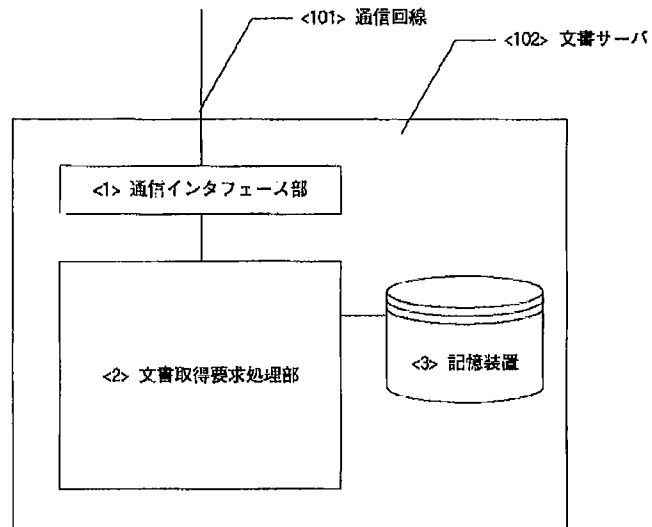 <101> 通信回線
<102> 文書サーバ
<1> 通信インタフェース部
<2> 文書取得要求処理部
<3> 記憶装置